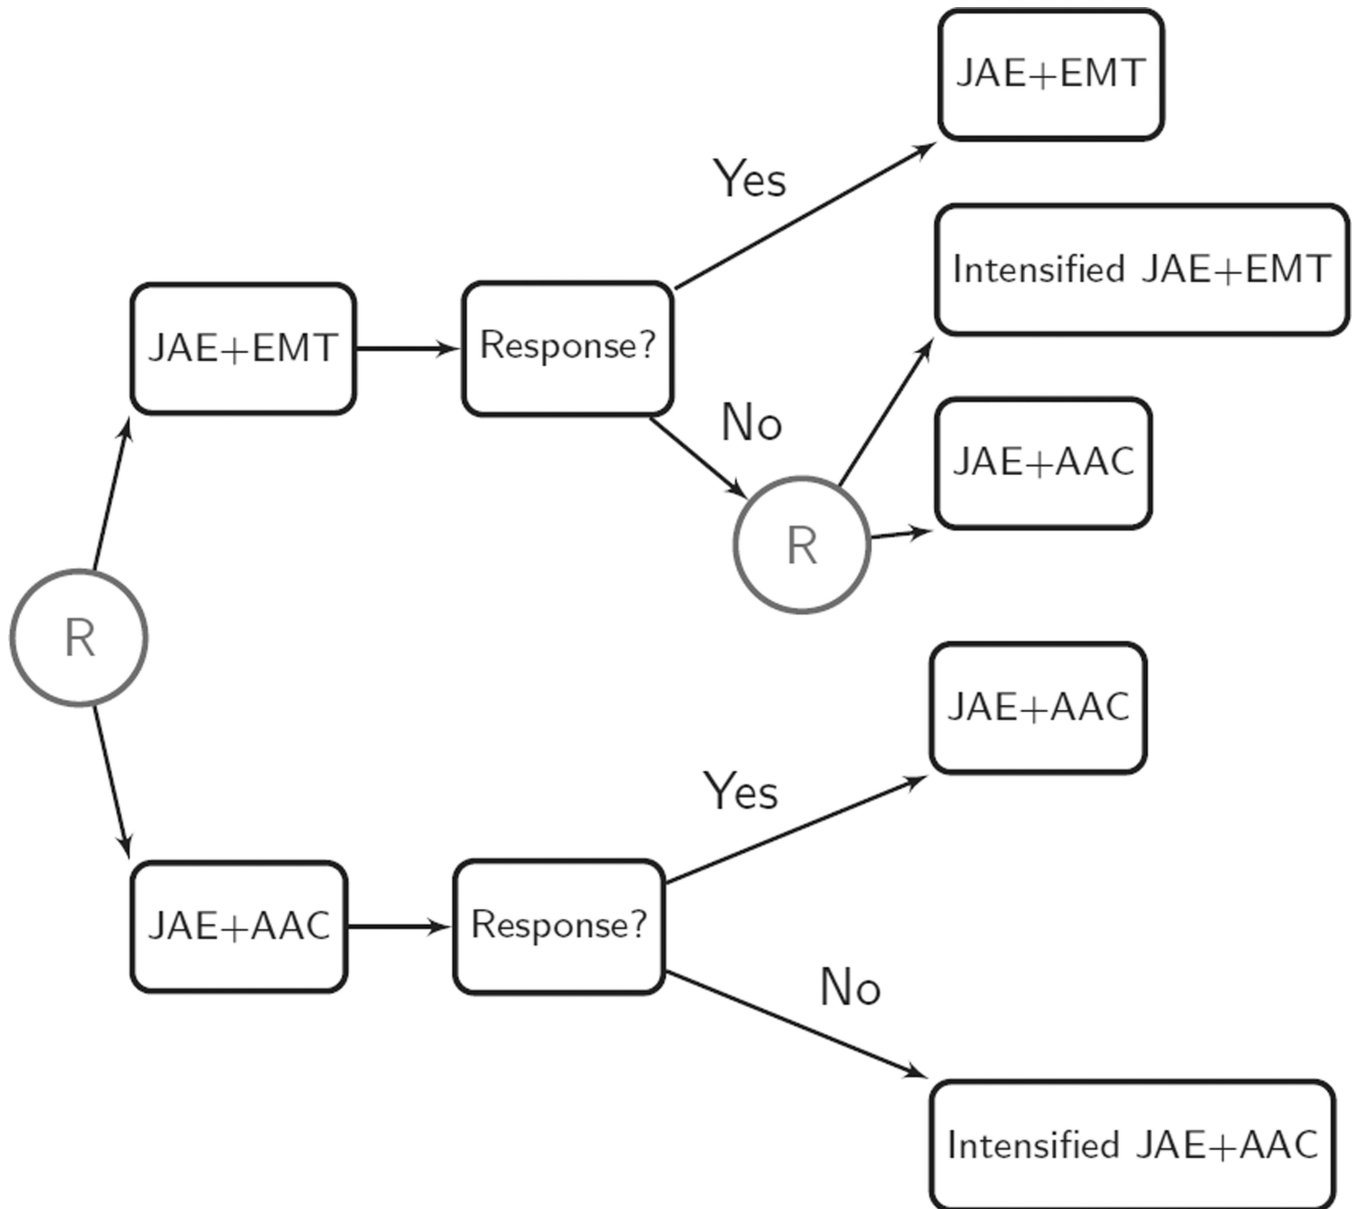 JAE+EMT
Yes
Intensified JAE+EMT
JAE+EMT
Response?
No
JAE+AAC
R
R
JAE+AAC
Yes
JAE+AAC
Response?
No
Intensified JAE+AAC